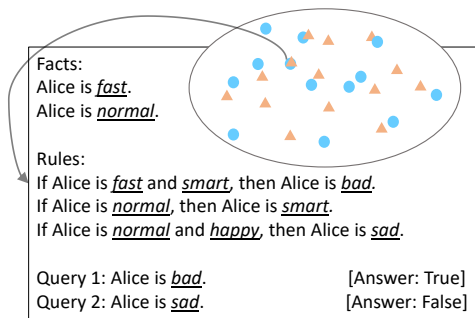 Facts:
Alice is fast.
Alice is normal.
Rules:
If Alice is fast and smart, then Alice is bad.
If Alice is normal, then Alice is smart.
If Alice is normal and happy, then Alice is sad.
Query 1: Alice is bad. [Answer: True]
Query 2: Alice is sad. [Answer: False]